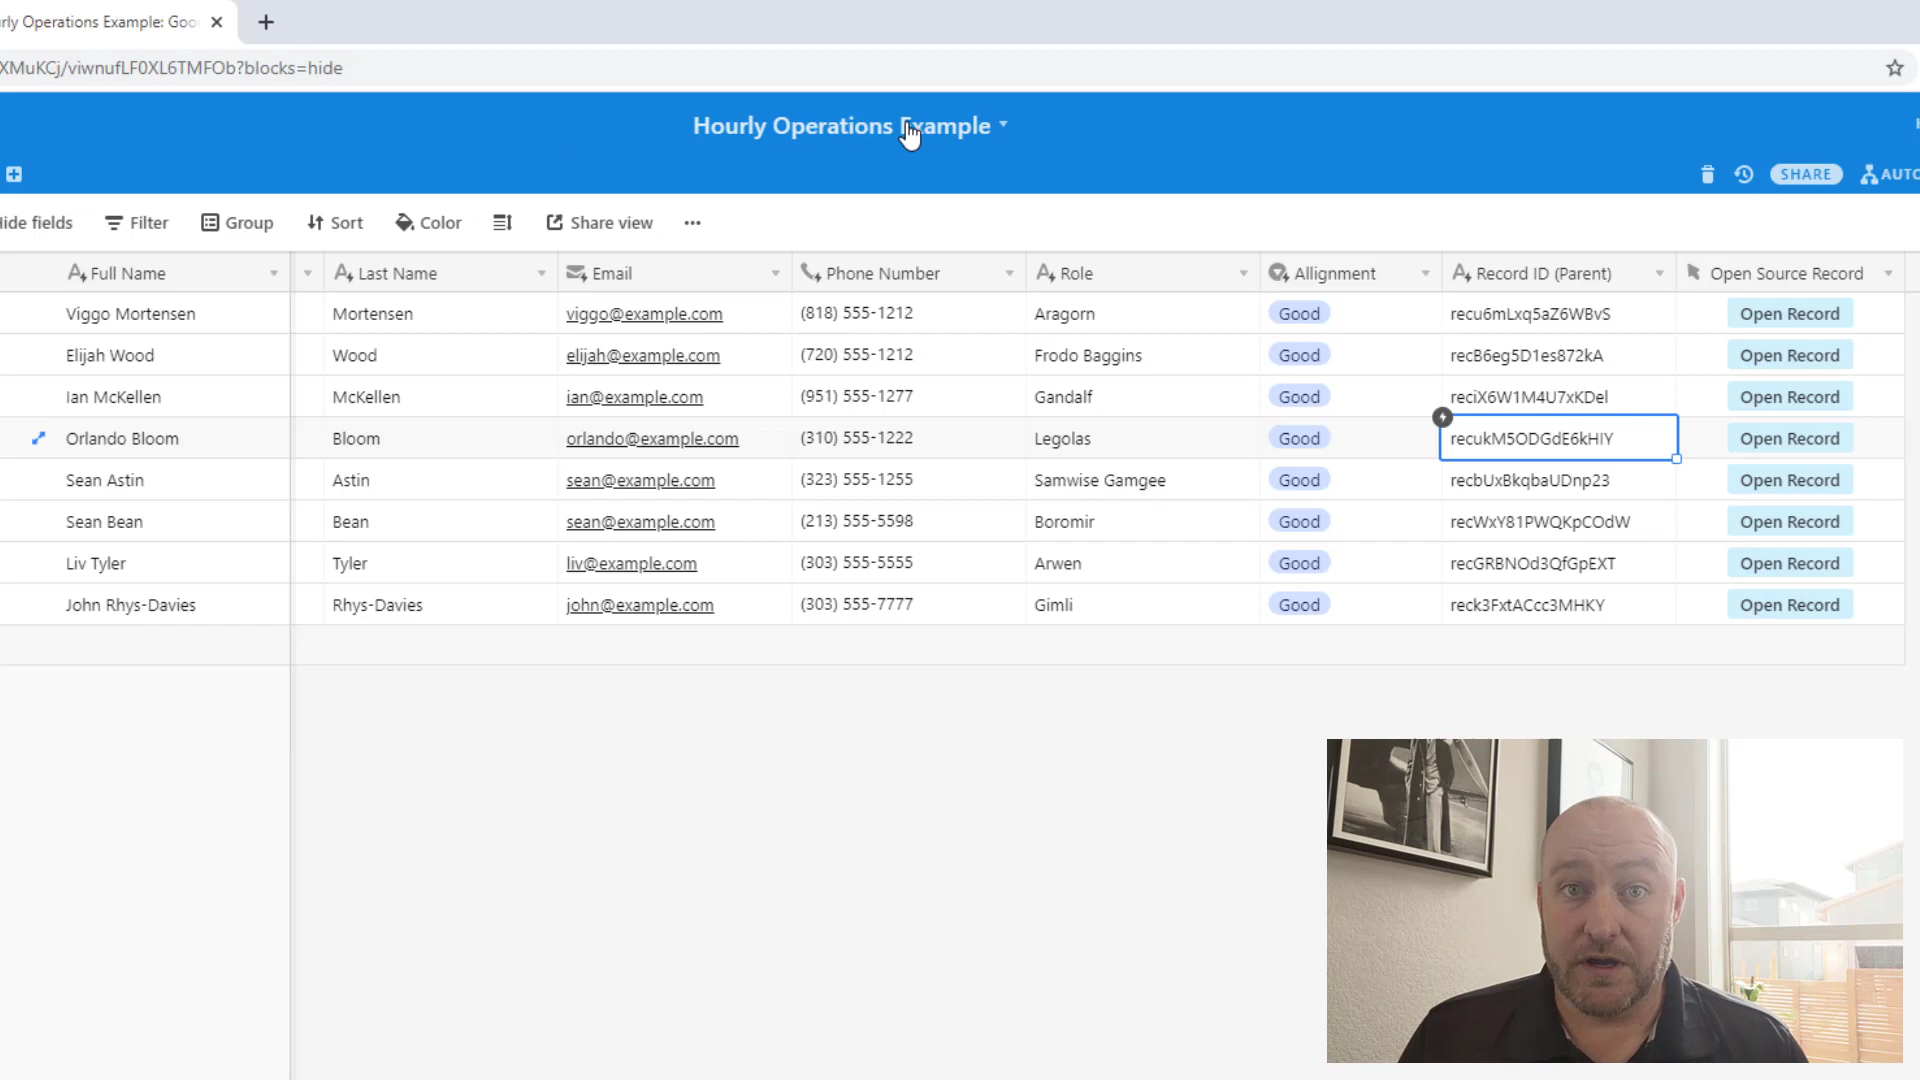 rly Operations Example: Goo
XMuKCj/viwnufLF0XL6TMFOb?blocks=hide
Hourly Operations Example
SHARE AUTO
Hide fields Filter Group Sort Color Share view
Full Name Last Name Email Phone Number Role Allignment Record ID (Parent) Open Source Record
Viggo Mortensen Mortensen viggo@example.com (818) 555-1212 Aragorn Good recu6mLxq5aZ6WBvS Open Record
Elijah Wood Wood elijah@example.com (720) 555-1212 Frodo Baggins Good recB6eg5D1es872kA Open Record
Ian McKellen McKellen ian@example.com (951) 555-1277 Gandalf Good reciX6W1M4U7xKDel Open Record
Orlando Bloom Bloom orlando@example.com (310) 555-1222 Legolas Good recukM5ODGdE6kHIY Open Record
Sean Astin Astin sean@example.com (323) 555-1255 Samwise Gamgee Good recbUxBkqbaUDnp23 Open Record
Sean Bean Bean sean@example.com (213) 555-5598 Boromir Good recWxY81PWQKpCOdW Open Record
Liv Tyler Tyler liv@example.com (303) 555-5555 Arwen Good recGRBNOd3QfGpEXT Open Record
John Rhys-Davies Rhys-Davies john@example.com (303) 555-7777 Gimli Good reck3FxtACcc3MHKY Open Record